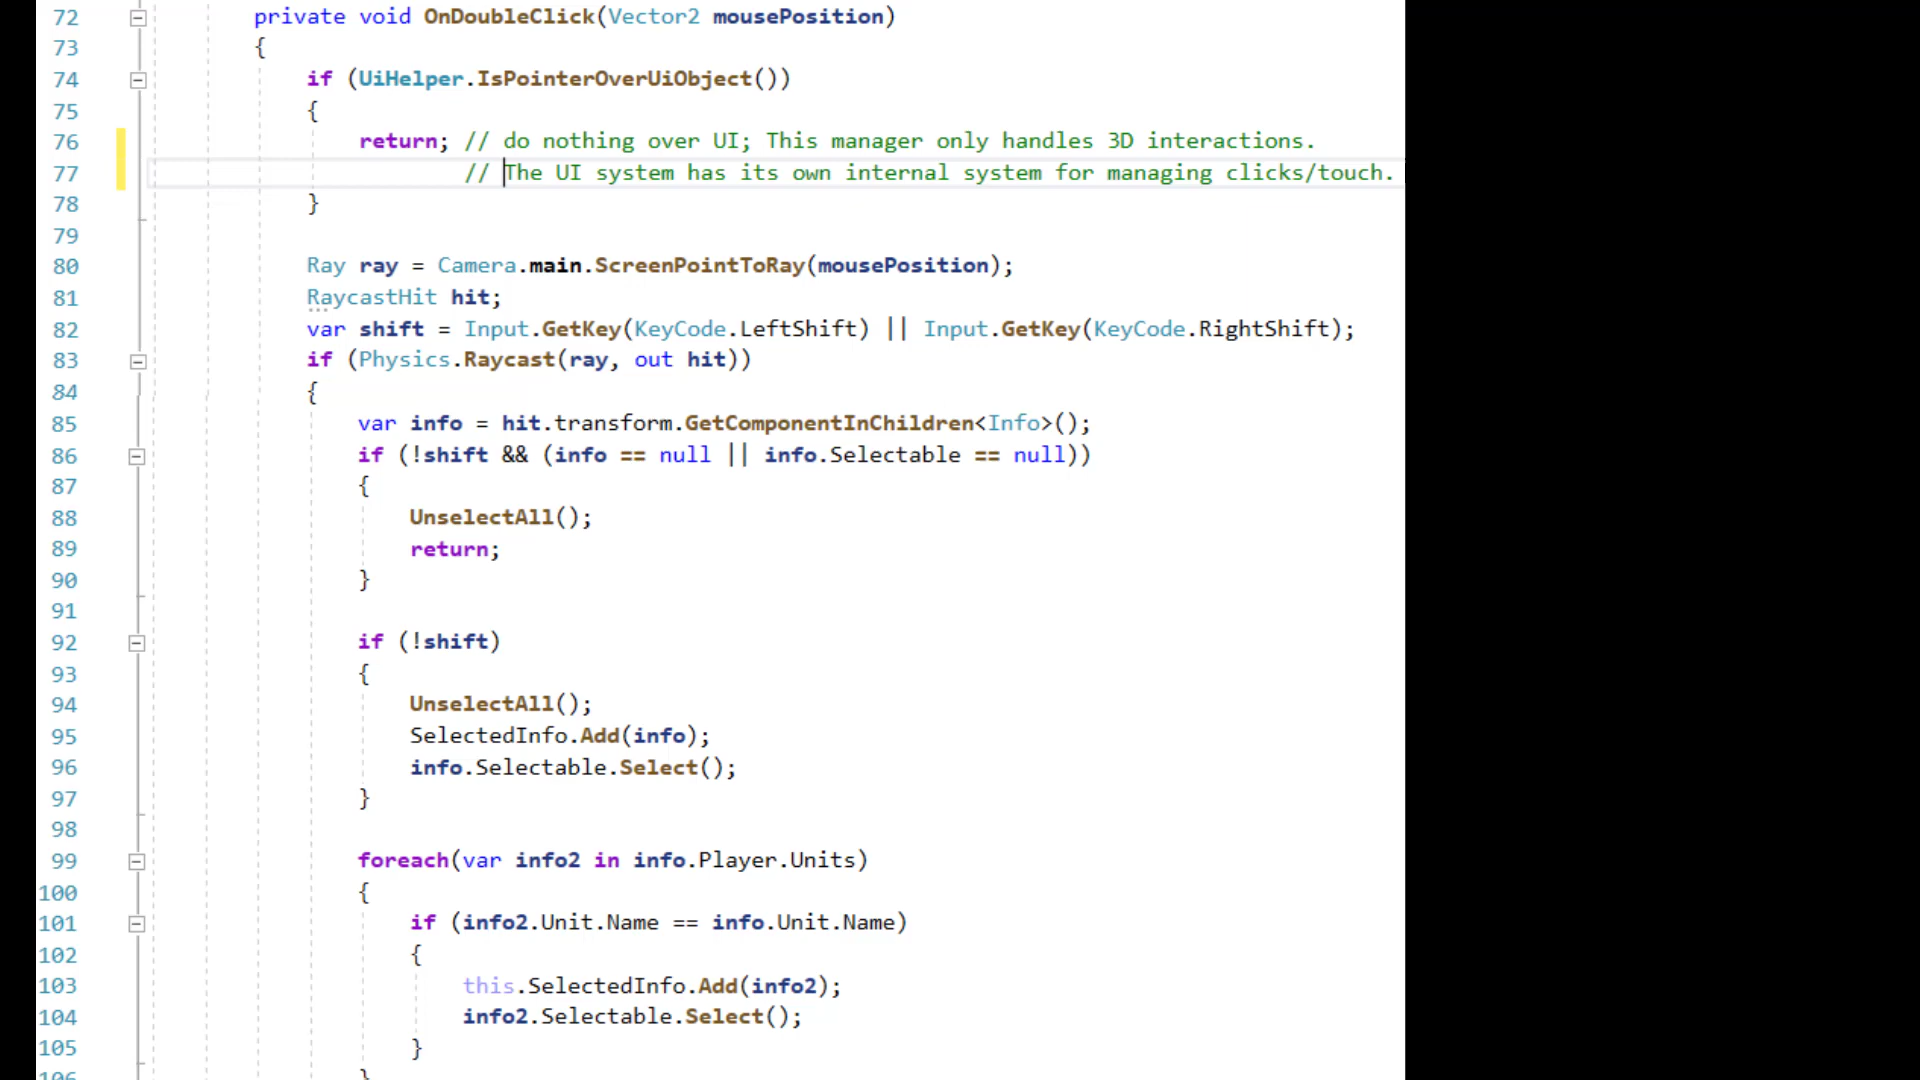 72 private void OnDoubleClick(Vector2 mousePosition)
73 {
74 if (UiHelper.IsPointerOverUiObject())
75 {
76 return; // do nothing over UI; This manager only handles 3D interactions.
77 // The UI system has its own internal system for managing clicks/touch.
78 }
79
80 Ray ray = Camera.main.ScreenPointToRay(mousePosition);
81 RaycastHit hit;
82 var shift = Input.GetKey(KeyCode.LeftShift) || Input.GetKey(KeyCode.RightShift);
83 if (Physics.Raycast(ray, out hit))
84 {
85 var info = hit.transform.GetComponentInChildren<Info>();
86 if (!shift && (info == null || info.Selectable == null))
87 {
88 UnselectAll();
89 return;
90 }
91
92 if (!shift)
93 {
94 UnselectAll();
95 SelectedInfo.Add(info);
96 info.Selectable.Select();
97 }
98
99 foreach(var info2 in info.Player.Units)
100 {
101 if (info2.Unit.Name == info.Unit.Name)
102 {
103 this.SelectedInfo.Add(info2);
104 info2.Selectable.Select();
105 }
106 }